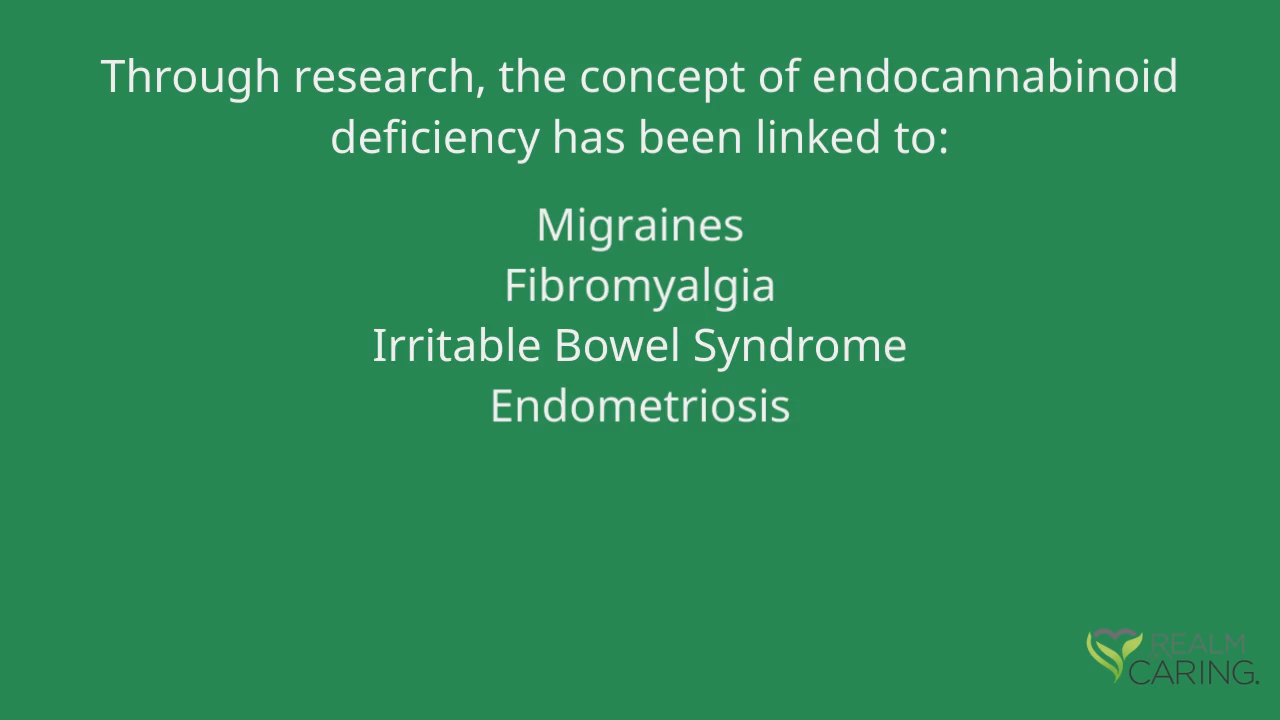 Through research, the concept of endocannabinoid
deficiency has been linked to:
Migraines
Fibromyalgia
Irritable Bowel Syndrome
Endometriosis
REALM
CARING.